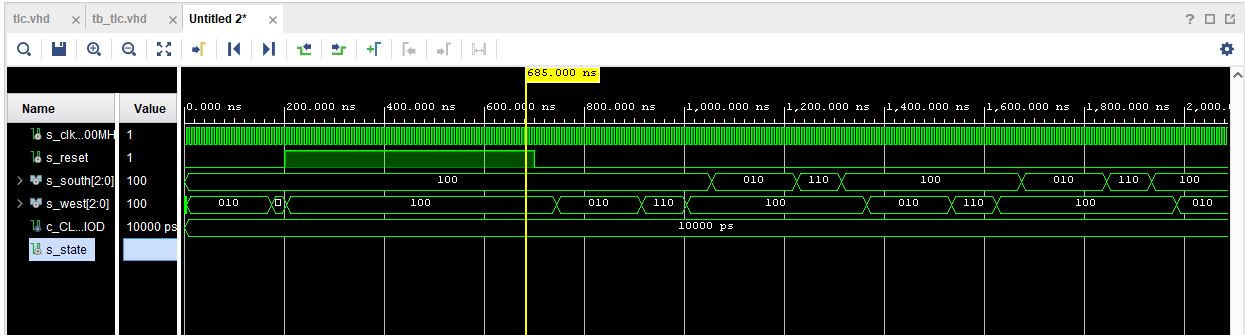 tlc.vhd × tb_tlc.vhd × Untitled 2* × ?
685.000 ns
Name Value 0.000 ns 200.000 ns 400.000 ns 600.000 ns 800.000 ns 1,000.000 ns 1,200.000 ns 1,400.000 ns 1,600.000 ns 1,800.000 ns 2,000.
s_clk...00MH 1
s_reset 1
s_south[2:0] 100 100 010 110 100 010 110 100
s_west[2:0] 100 010 100 010 110 100 010 110 100 010
c_CL...IOD 10000 ps 10000 ps
s_state